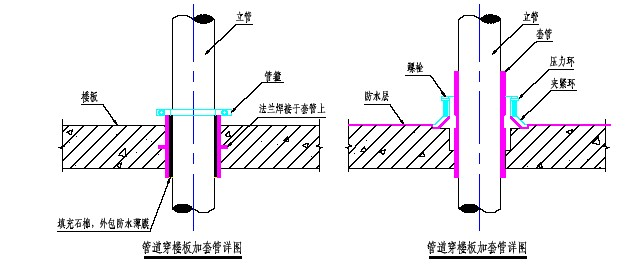 立管
管箍
楼板
法兰焊接于套管上
填充石棉，外包防水薄膜
管道穿楼板加套管详图
立管
套管
螺栓
压力环
防水层
夹紧环
管道穿楼板加套管详图